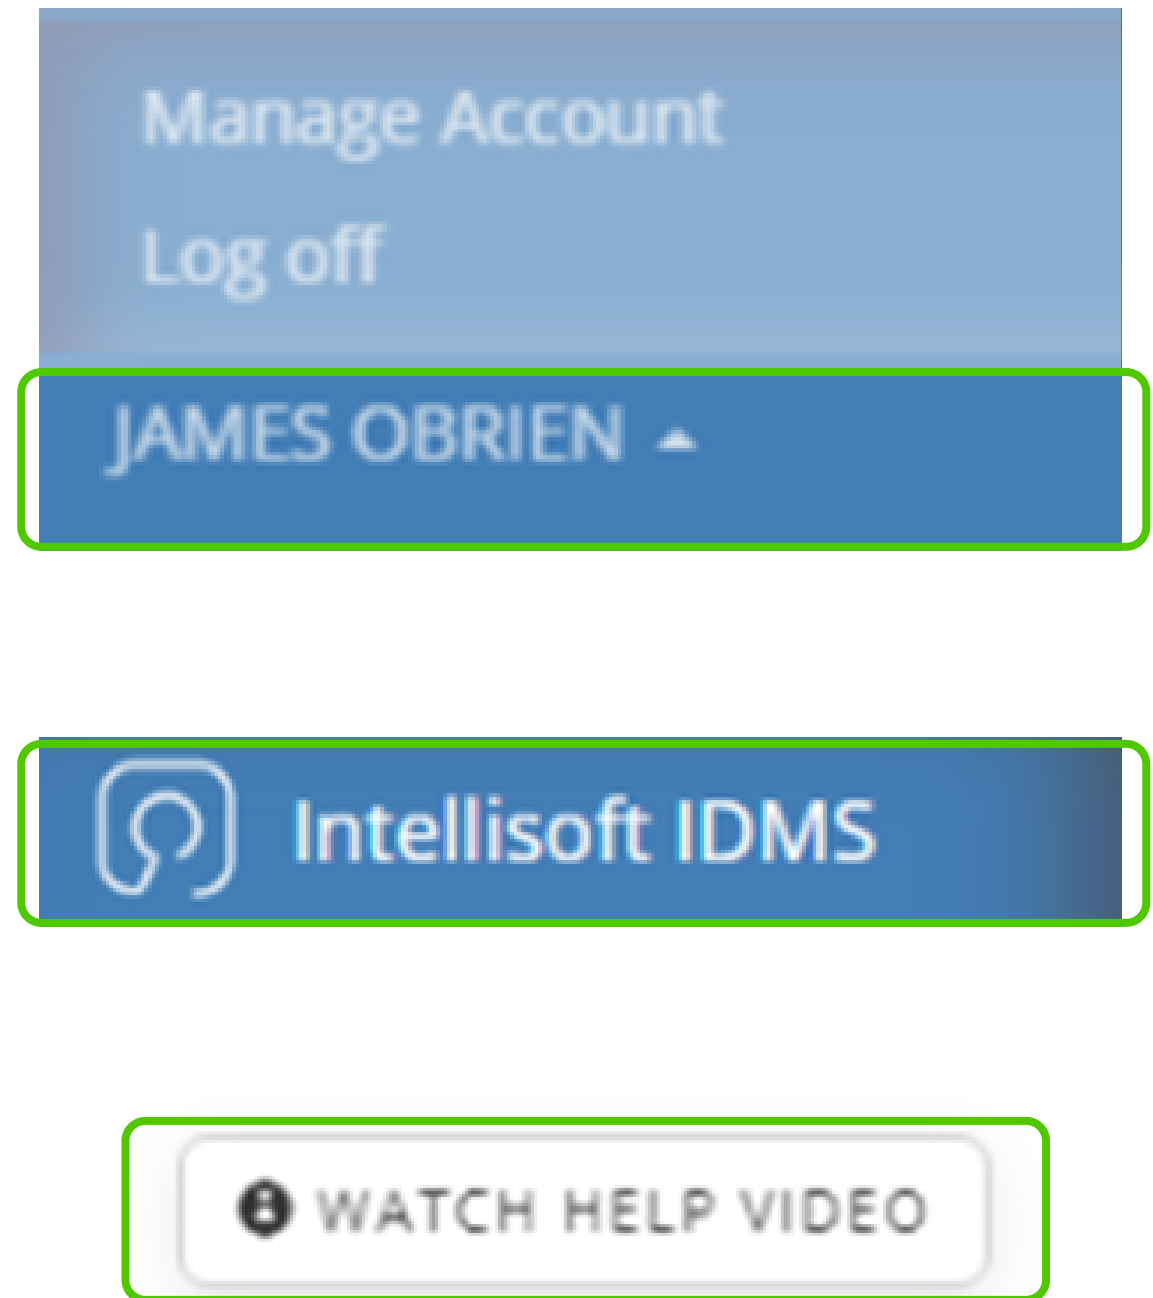 Manage Account
Log off
JAMES OBRIEN
Intellisoft IDMS
WATCH HELP VIDEO